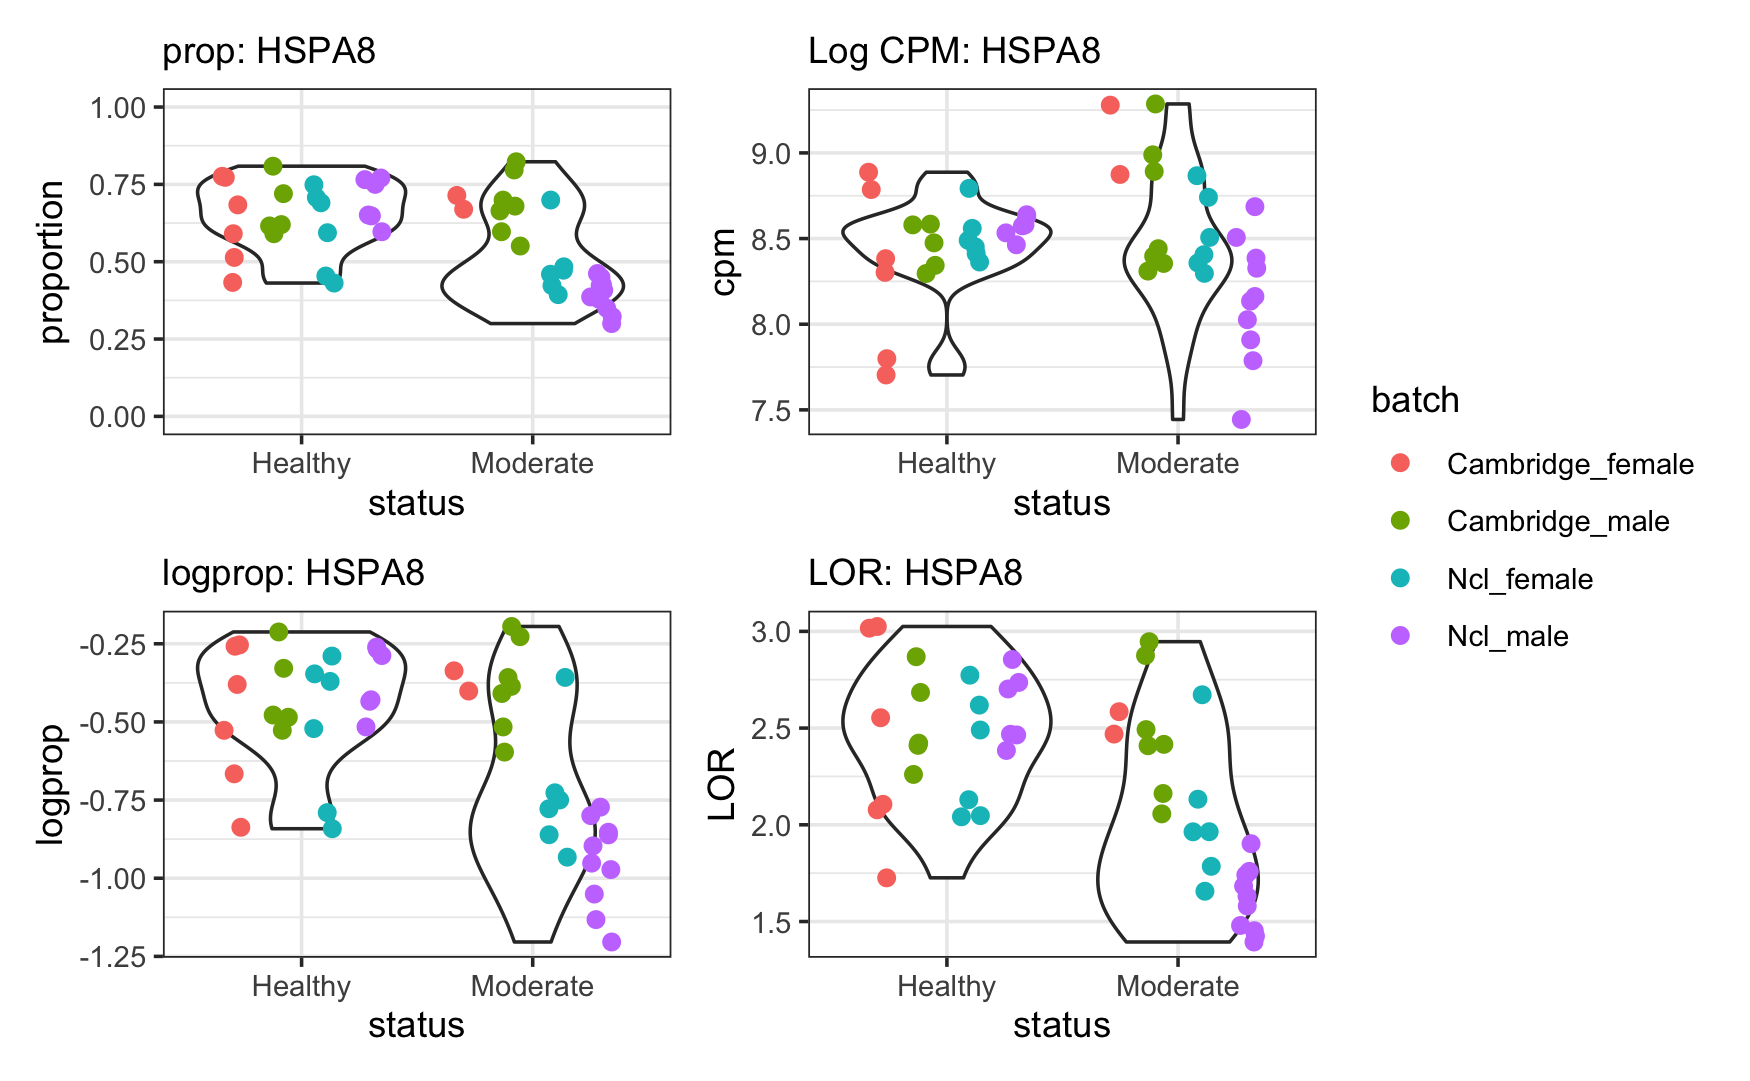 prop: HSPA8
1.00
0.75
0.50
0.25
0.00
proportion
Healthy
Moderate
status
Log CPM: HSPA8
9.0
8.5
8.0
7.5
cpm
Healthy
Moderate
status
logprop: HSPA8
-0.25
-0.50
-0.75
-1.00
-1.25
logprop
Healthy
Moderate
status
LOR: HSPA8
3.0
2.5
2.0
1.5
LOR
Healthy
Moderate
status
batch
Cambridge_female
Cambridge_male
Ncl_female
Ncl_male